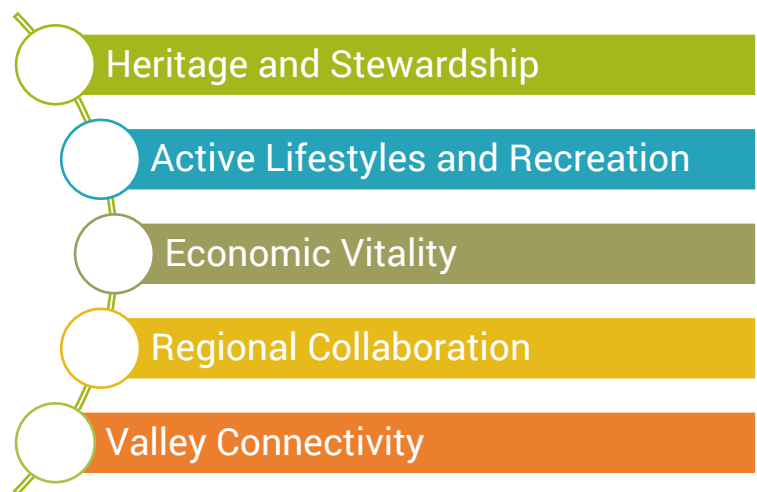 Heritage and Stewardship
Active Lifestyles and Recreation
Economic Vitality
Regional Collaboration
Valley Connectivity